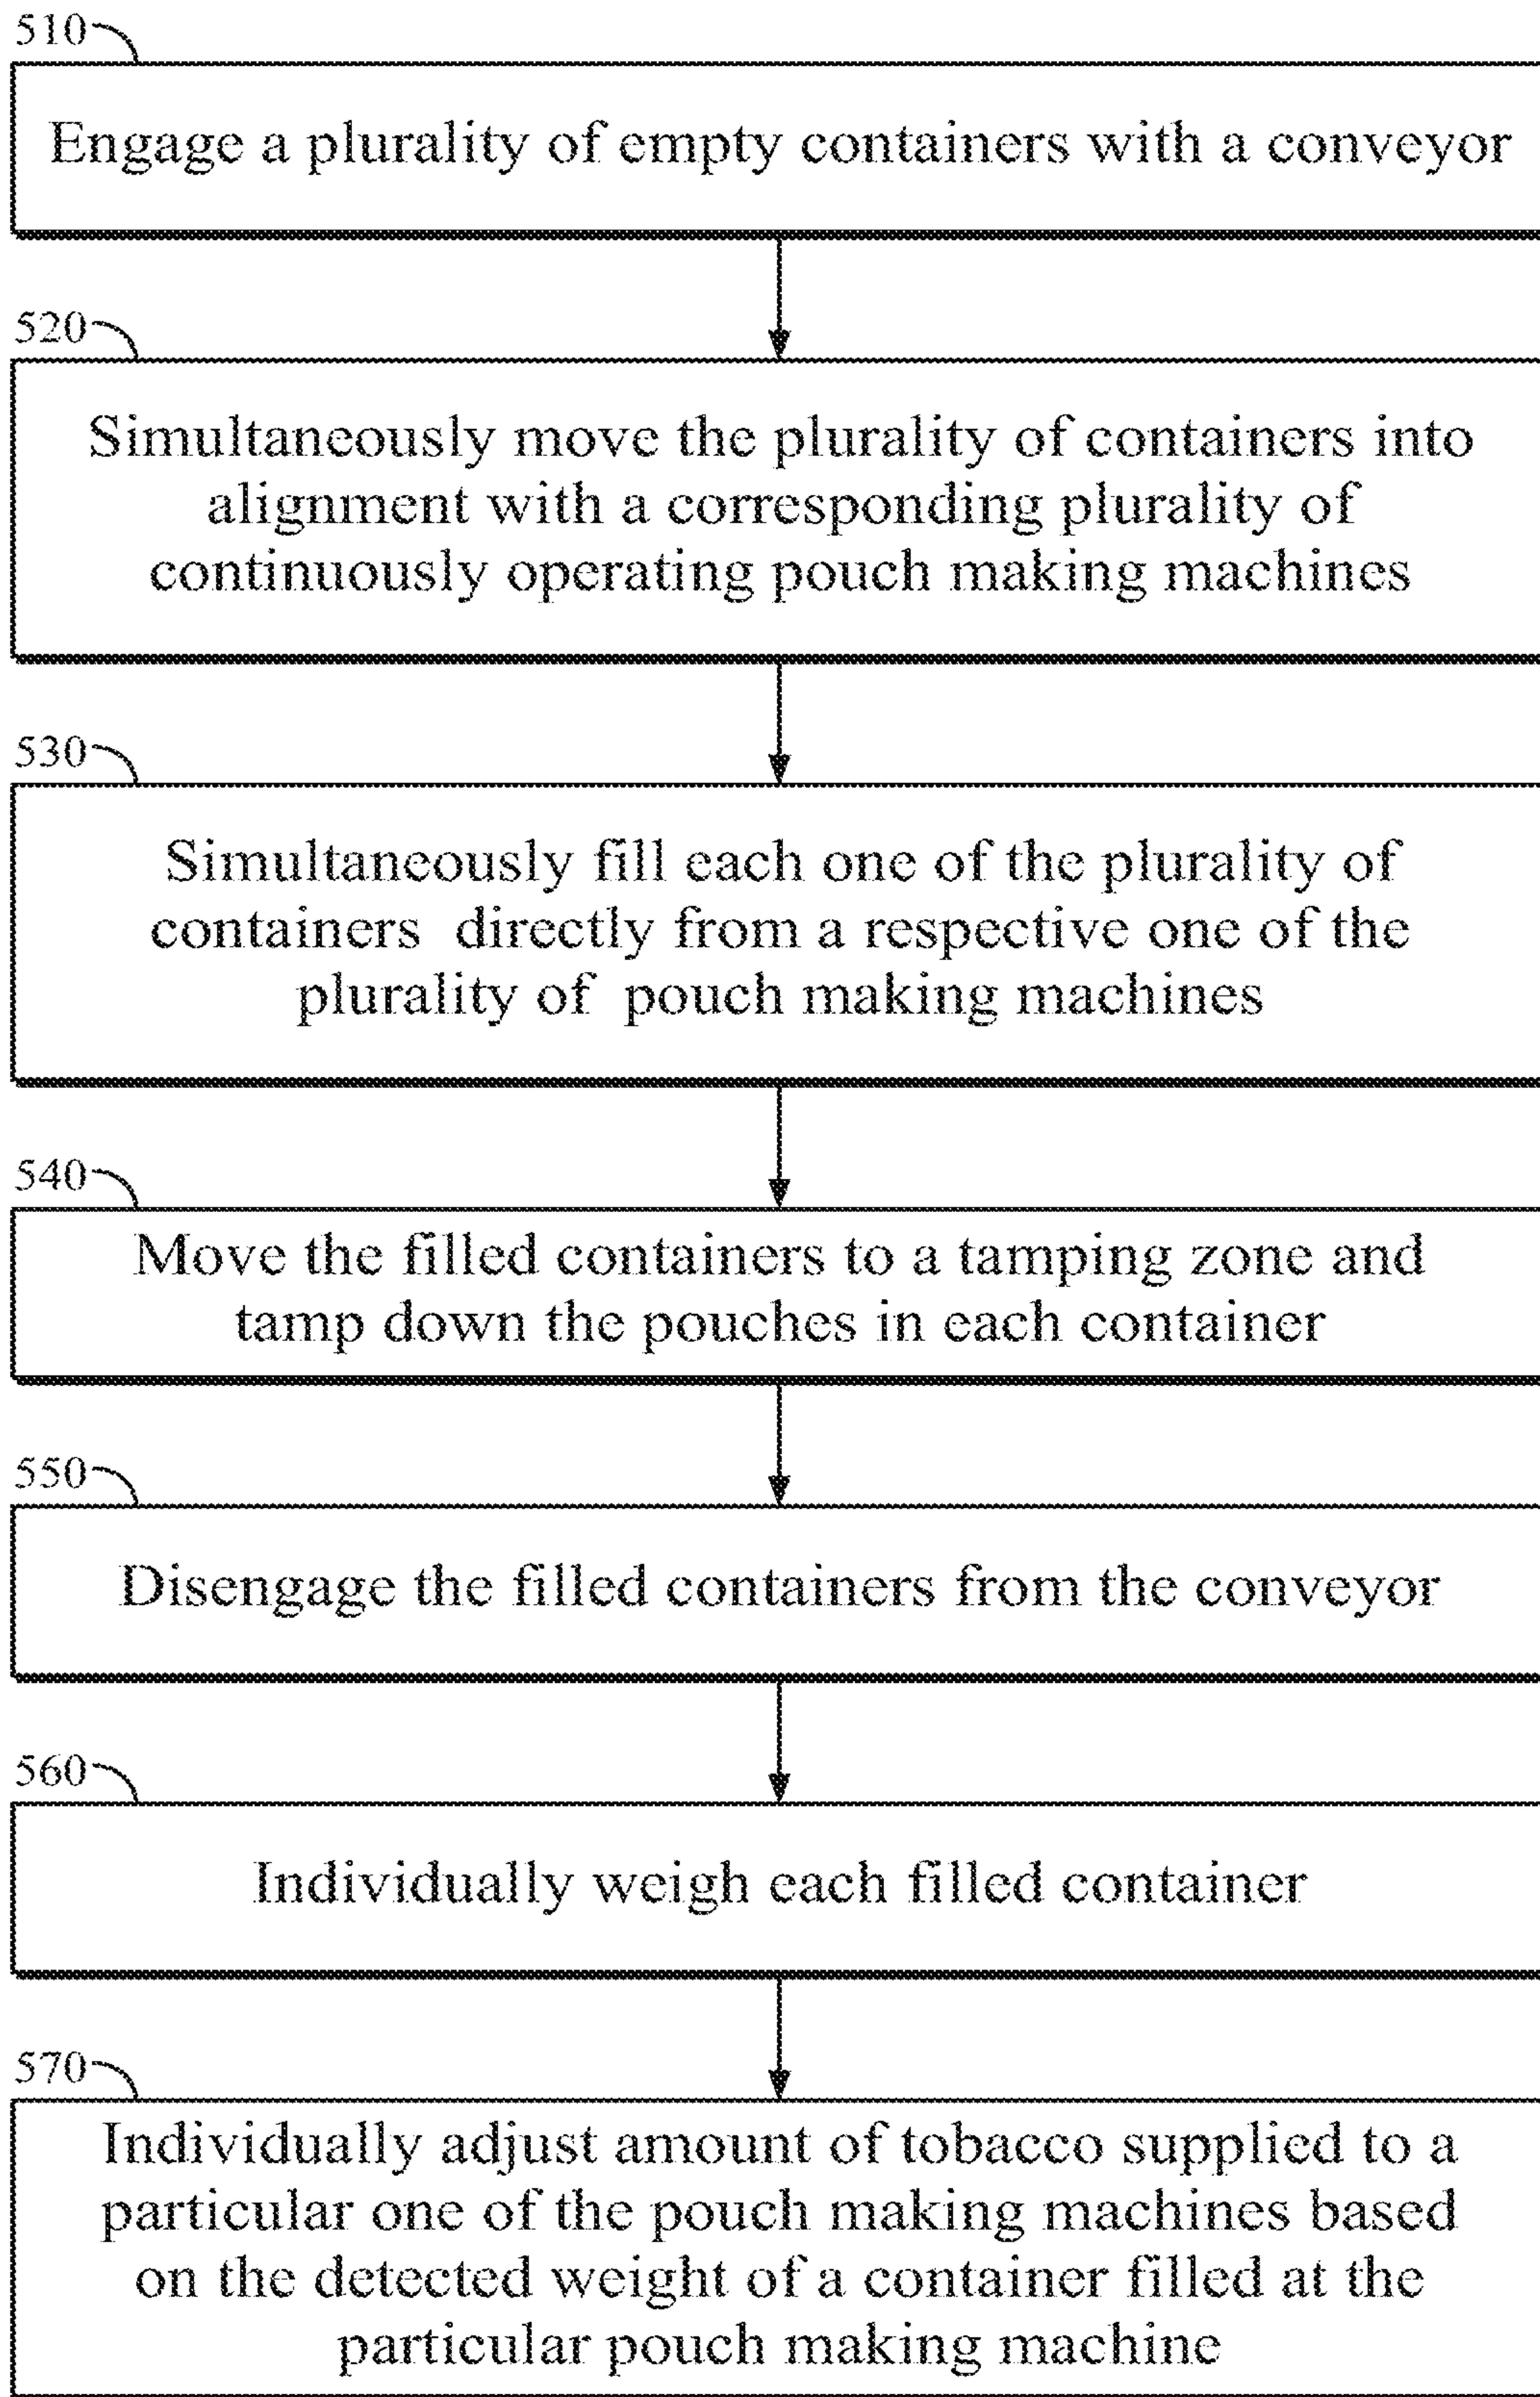 510
Engage a plurality of empty containers with a conveyor
520
Simultaneously move the plurality of containers into
alignment with a corresponding plurality of
continuously operating pouch making machines
530
Simultaneously fill each one of the plurality of
containers  directly from a respective one of the
plurality of  pouch making machines
540
Move the filled containers to a tamping zone and
tamp down the pouches in each container
550
Disengage the filled containers from the conveyor
560
Individually weigh each filled container
570
Individually adjust amount of tobacco supplied to a
particular one of the pouch making machines based
on the detected weight of a container filled at the
particular pouch making machine